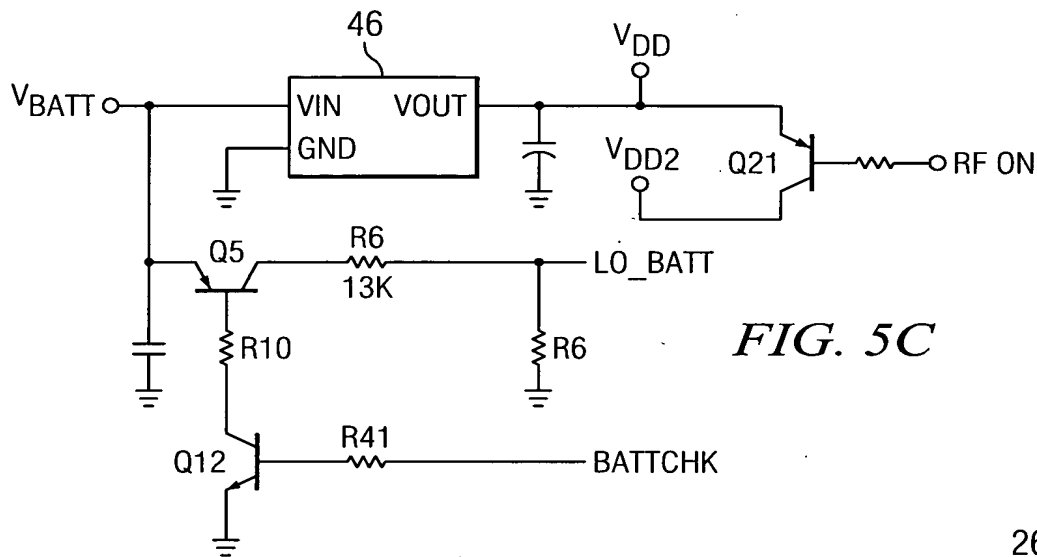 46
V_DD
V_BATT
VIN VOUT
GND
V_DD2
Q21
RF ON
Q5
R6
13K
LO_BATT
R10
R6
FIG. 5C
Q12
R41
BATTCHK